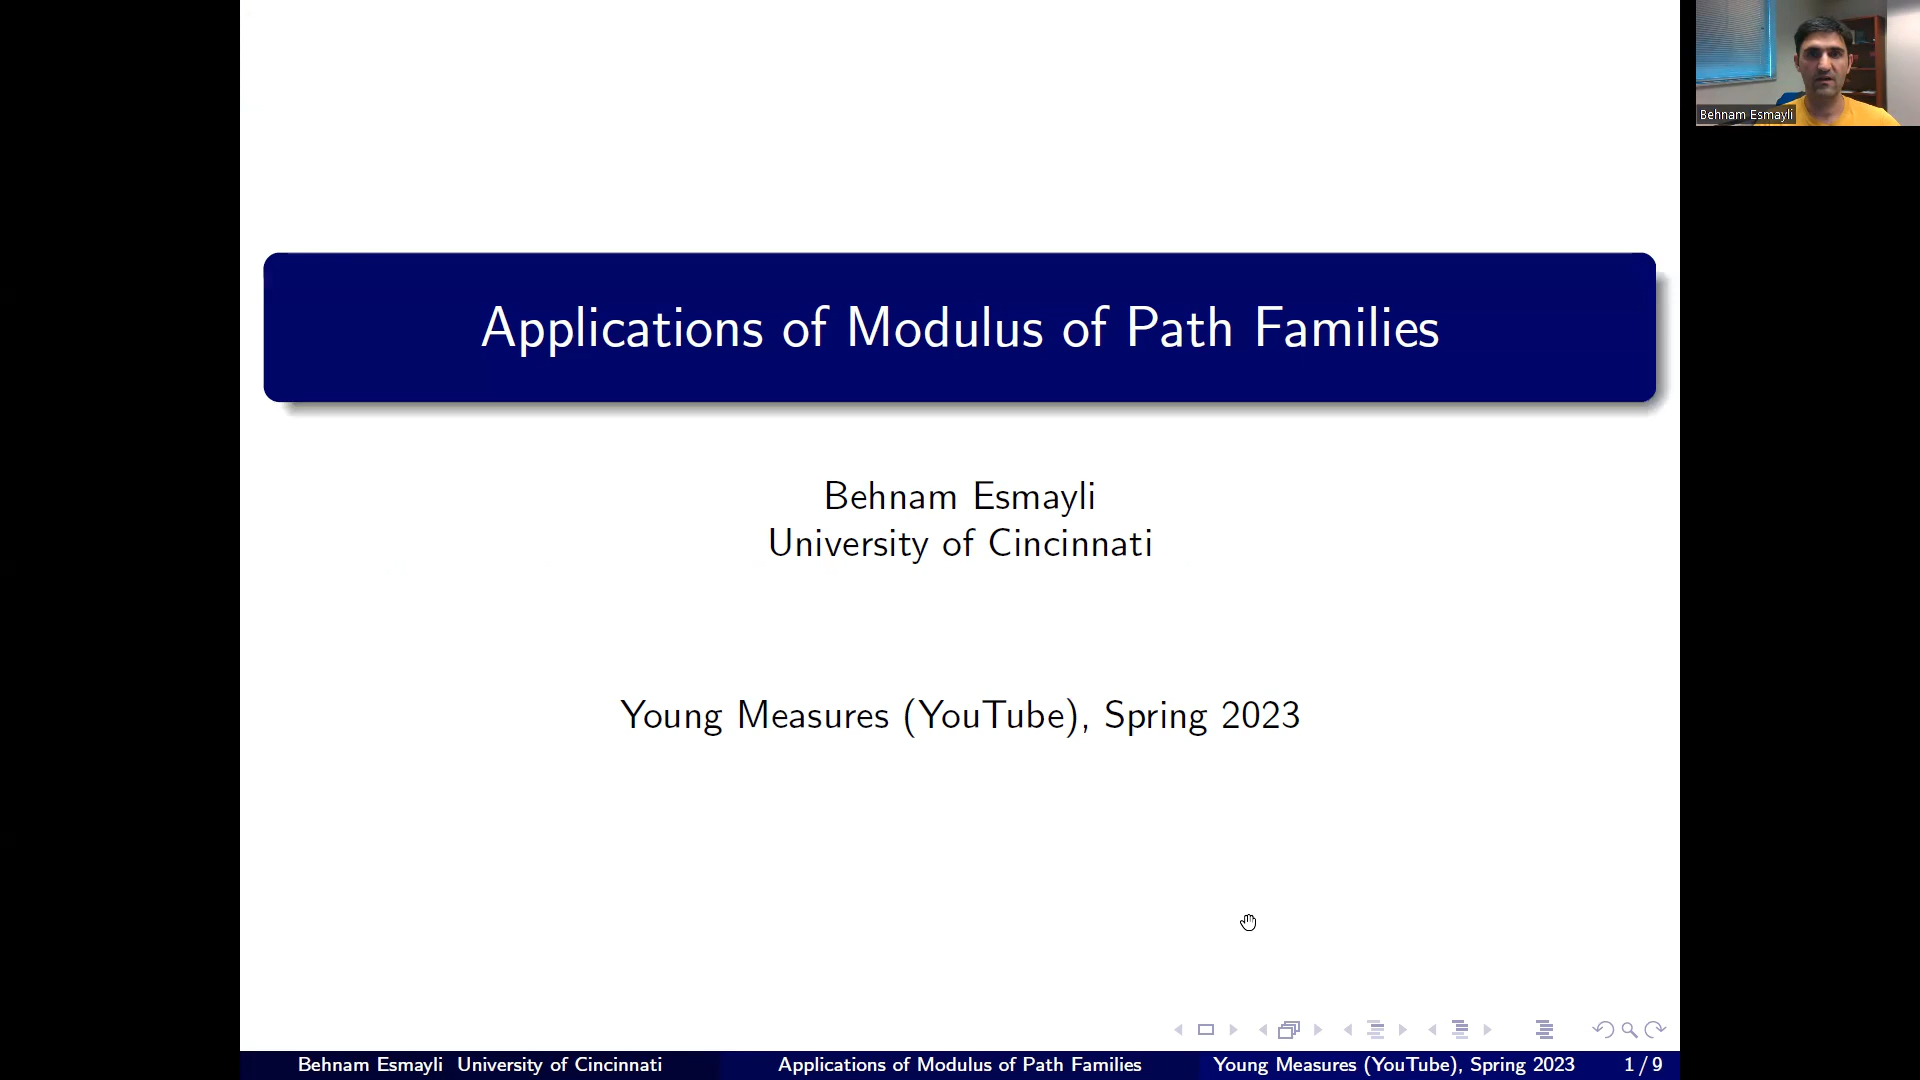 Behnam Esmayli
Applications of Modulus of Path Families
Behnam Esmayli
University of Cincinnati
Young Measures (YouTube), Spring 2023
Behnam Esmayli University of Cincinnati
Applications of Modulus of Path Families
Young Measures (YouTube), Spring 2023
1 / 9